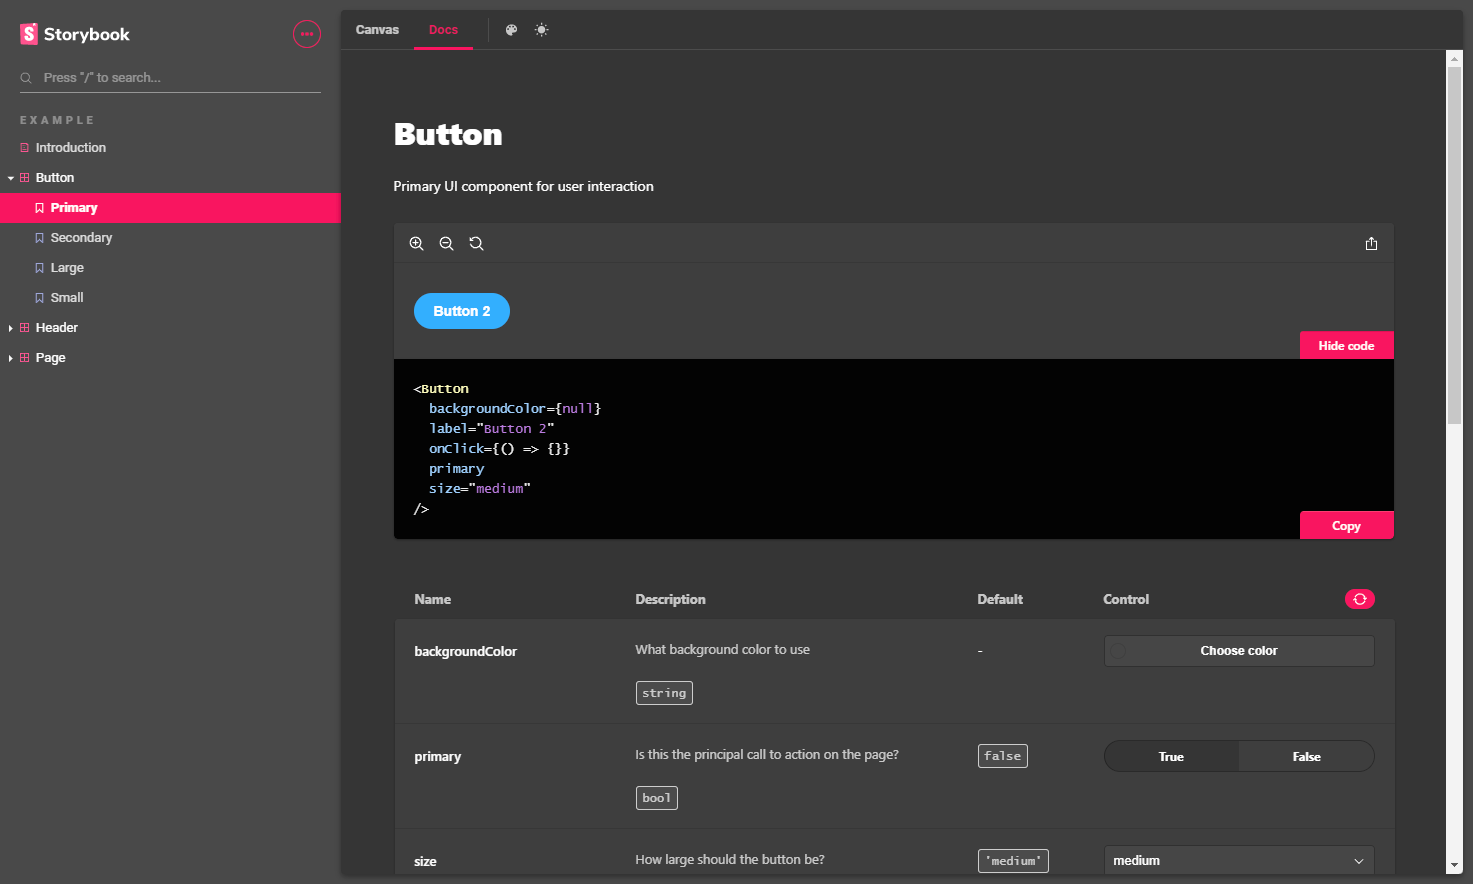 Storybook
Press "/" to search...
EXAMPLE
Introduction
Button
Primary
Secondary
Large
Small
Header
Page
Canvas Docs
Button
Primary UI component for user interaction
Button 2
Hide code
<Button
backgroundColor={null}
label="Button 2"
onClick={() => {}}
primary
size="medium"
/>
Copy
Name Description Default Control
backgroundColor What background color to use - Choose color
string
primary Is this the principal call to action on the page? false True False
bool
size How large should the button be? 'medium' medium